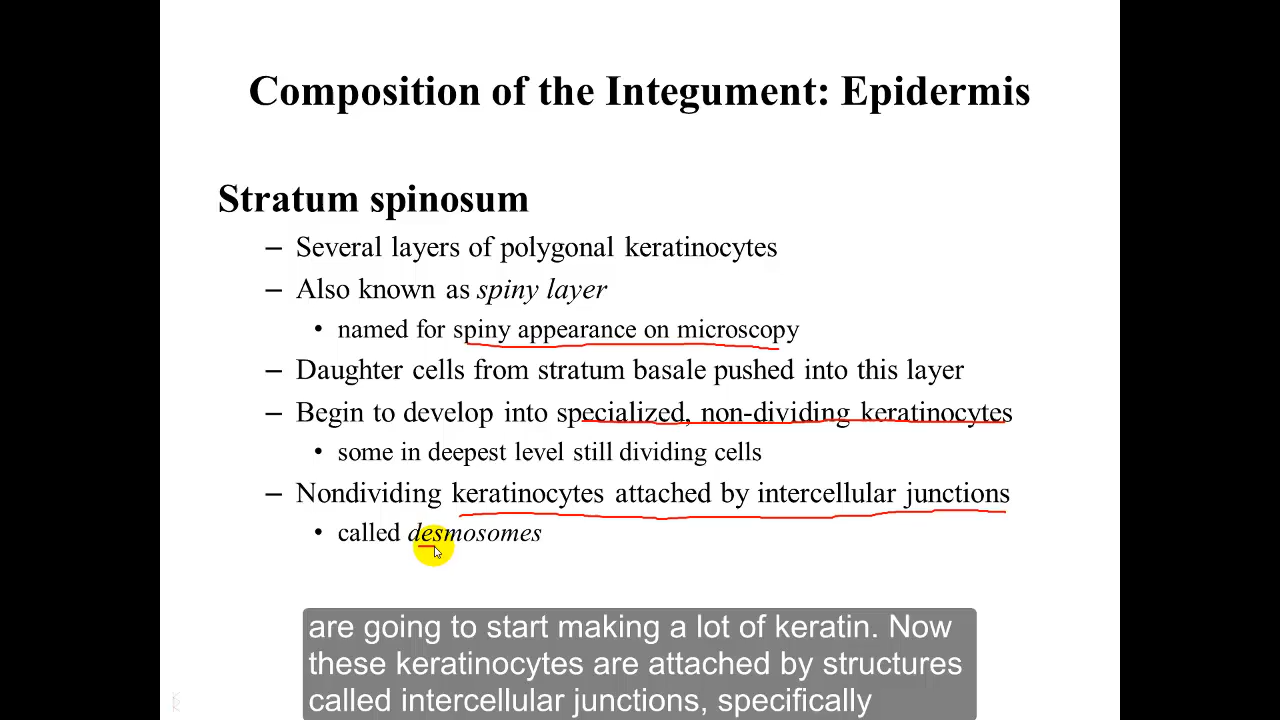 Composition of the Integument: Epidermis
Stratum spinosum
– Several layers of polygonal keratinocytes
– Also known as spiny layer
• named for spiny appearance on microscopy
– Daughter cells from stratum basale pushed into this layer
– Begin to develop into specialized, non-dividing keratinocytes
• some in deepest level still dividing cells
– Nondividing keratinocytes attached by intercellular junctions
• called desmosomes
are going to start making a lot of keratin. Now
these keratinocytes are attached by structures
called intercellular junctions, specifically